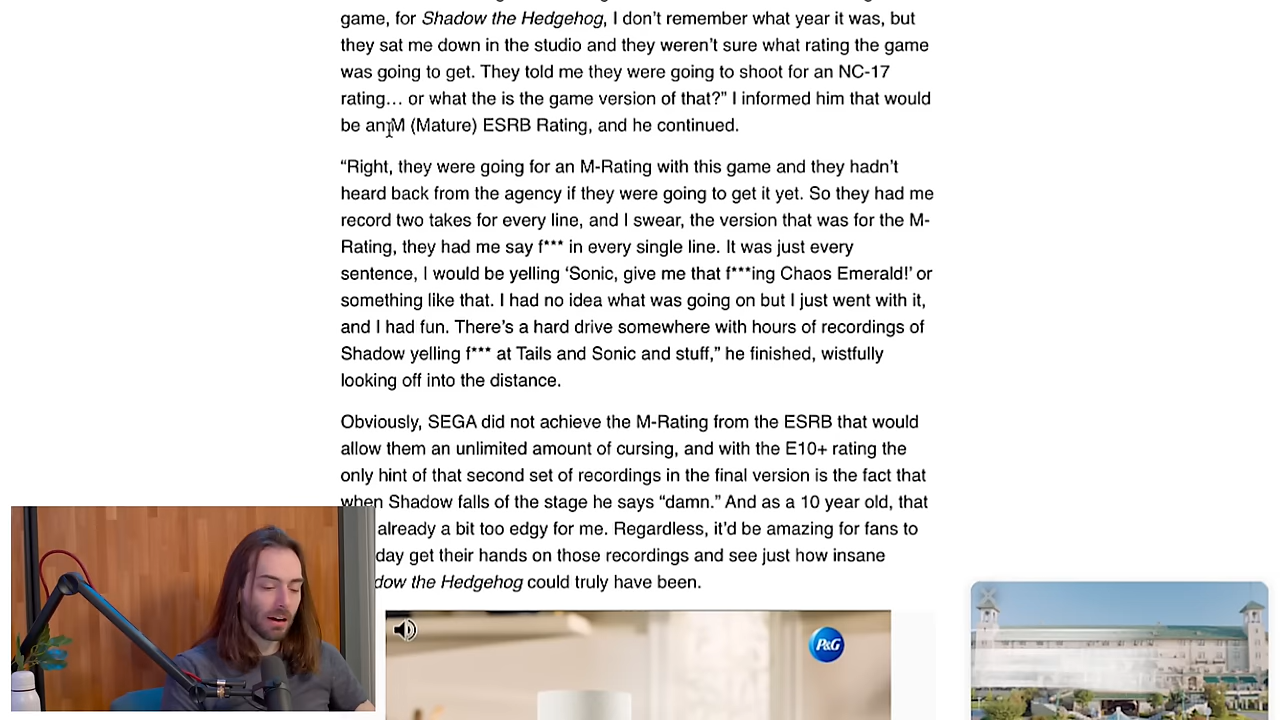 game, for Shadow the Hedgehog, I don't remember what year it was, but
they sat me down in the studio and they weren't sure what rating the game
was going to get. They told me they were going to shoot for an NC-17
rating… or what the is the game version of that?” I informed him that would
be an M (Mature) ESRB Rating, and he continued.
“Right, they were going for an M-Rating with this game and they hadn't
heard back from the agency if they were going to get it yet. So they had me
record two takes for every line, and I swear, the version that was for the M-
Rating, they had me say f*** in every single line. It was just every
sentence, I would be yelling ‘Sonic, give me that f***ing Chaos Emerald!’ or
something like that. I had no idea what was going on but I just went with it,
and I had fun. There's a hard drive somewhere with hours of recordings of
Shadow yelling f*** at Tails and Sonic and stuff,” he finished, wistfully
looking off into the distance.
Obviously, SEGA did not achieve the M-Rating from the ESRB that would
allow them an unlimited amount of cursing, and with the E10+ rating the
only hint of that second set of recordings in the final version is the fact that
when Shadow falls of the stage he says “damn.” And as a 10 year old, that
already a bit too edgy for me. Regardless, it'd be amazing for fans to
day get their hands on those recordings and see just how insane
dow the Hedgehog could truly have been.
P&G